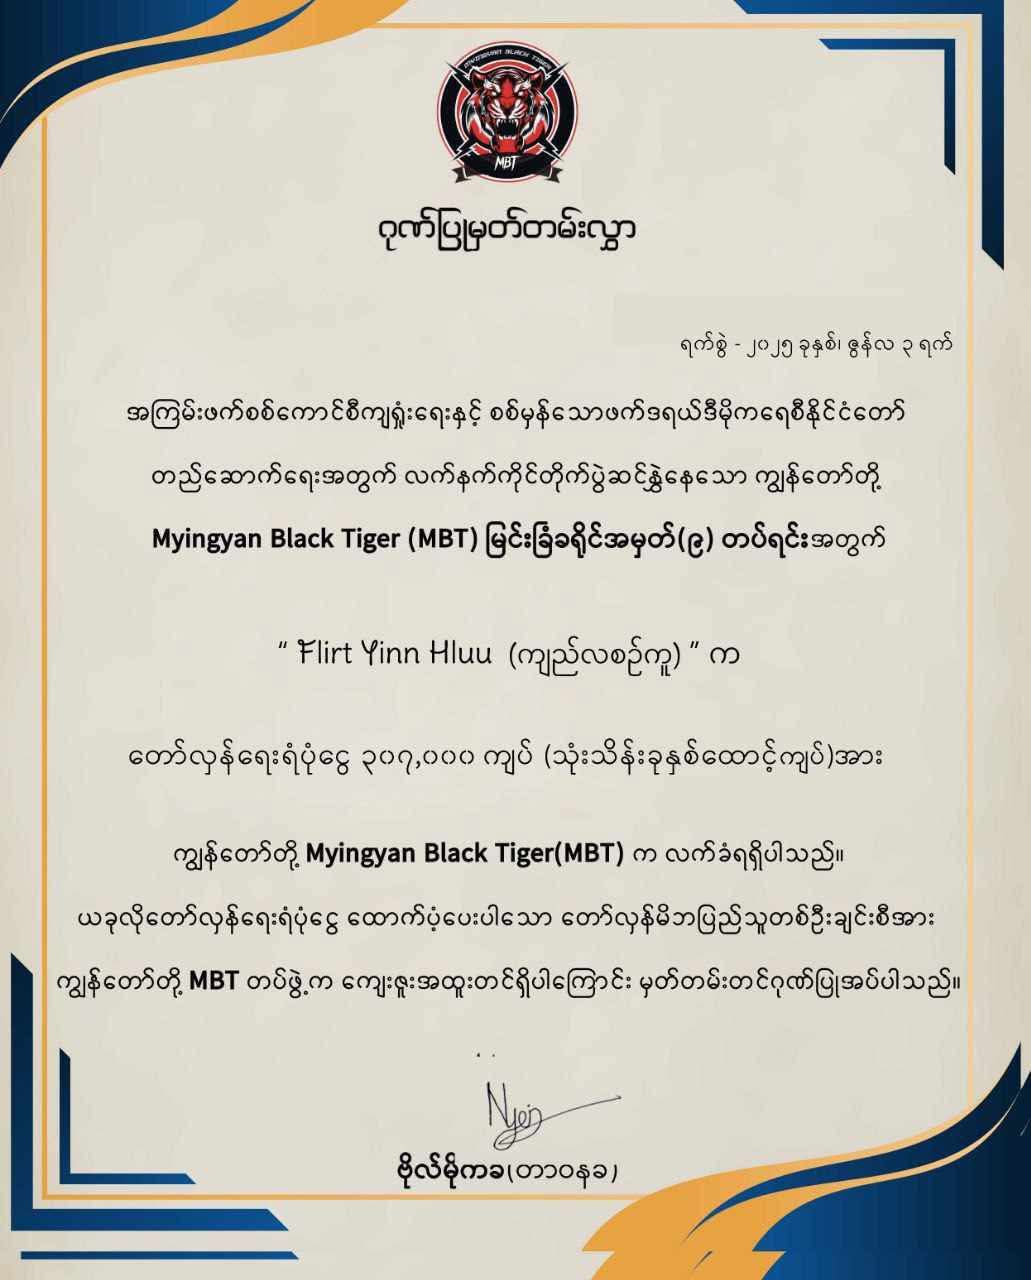 MYINGYAN BLACK TIGER
MBT
ဂုဏ်ပြုမှတ်တမ်းလွှာ
ရက်စွဲ - ၂၀၂၅ ခုနှစ်၊ ဇွန်လ ၃ ရက်
အကြမ်းဖက်စစ်ကောင်စီကျရှုံးရေးနှင့် စစ်မှန်သောဖက်ဒရယ်ဒီမိုကရေစီနိုင်ငံတော်
တည်ဆောက်ရေးအတွက် လက်နက်ကိုင်တိုက်ပွဲဆင်နွှဲနေသော ကျွန်တော်တို့
Myingyan Black Tiger (MBT) မြင်းခြံခရိုင်အမှတ်(၉) တပ်ရင်းအတွက်
“ Flirt Yinn Hluu (ကျည်လစဉ်ကူ) ” က
တော်လှန်ရေးရံပုံငွေ ၃၀၇,၀၀၀ ကျပ် (သုံးသိန်းခုနှစ်ထောင့်ကျပ်)အား
ကျွန်တော်တို့ Myingyan Black Tiger(MBT) က လက်ခံရရှိပါသည်။
ယခုလိုတော်လှန်ရေးရံပုံငွေ ထောက်ပံ့ပေးပါသော တော်လှန်မိဘပြည်သူတစ်ဦးချင်းစီအား
ကျွန်တော်တို့ MBT တပ်ဖွဲ့က ကျေးဇူးအထူးတင်ရှိပါကြောင်း မှတ်တမ်းတင်ဂုဏ်ပြုအပ်ပါသည်။
Nyein
ဗိုလ်မိုကခ(တာဝနခ)